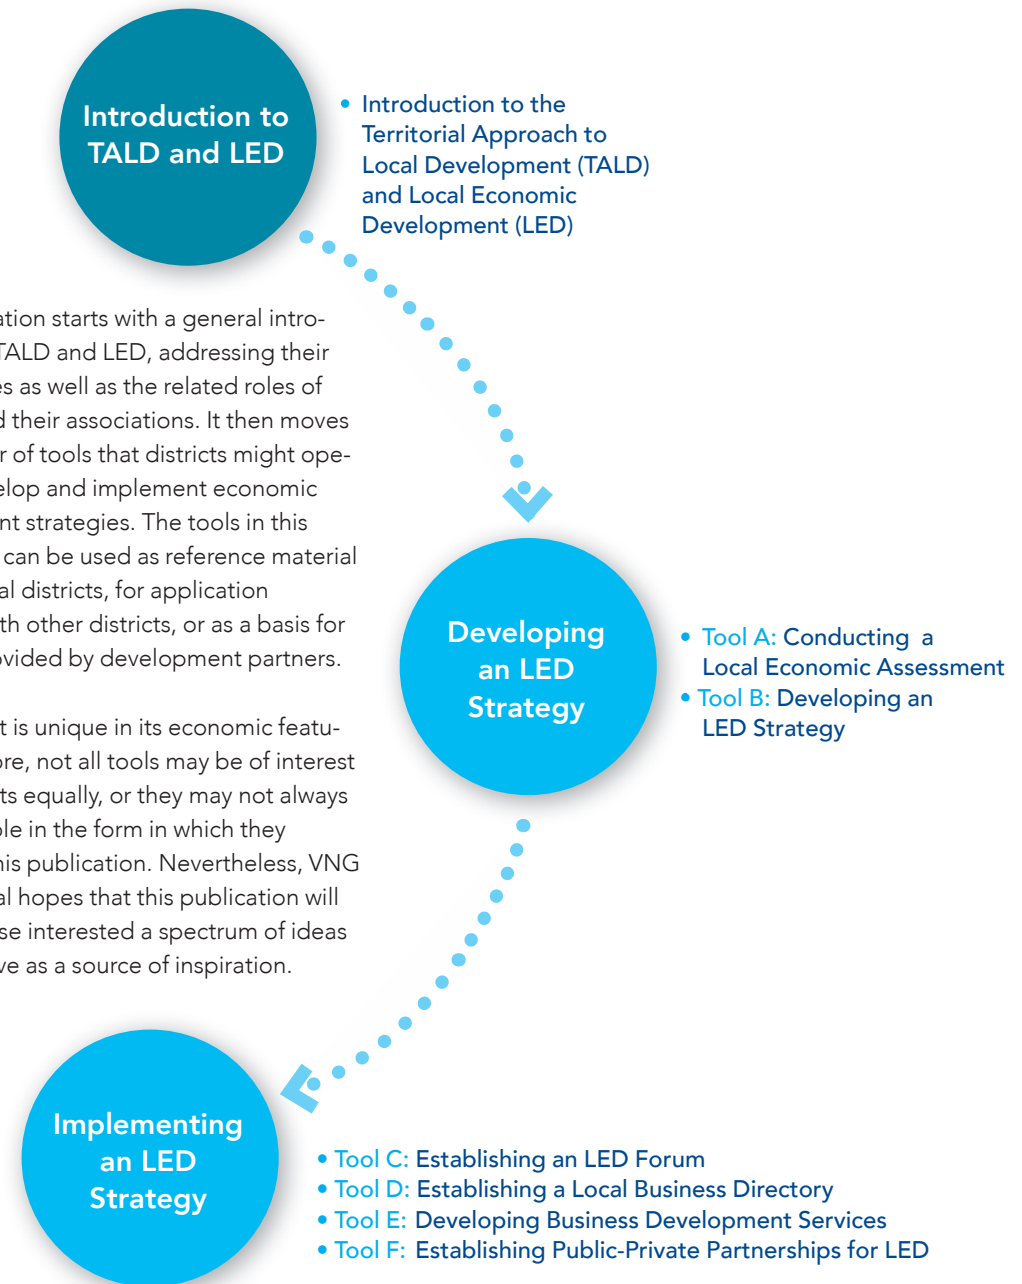 Introduction to
TALD and LED
• Introduction to the
Territorial Approach to
Local Development (TALD)
and Local Economic
Development (LED)
ation starts with a general intro-
TALD and LED, addressing their
es as well as the related roles of
d their associations. It then moves
r of tools that districts might ope-
elop and implement economic
nt strategies. The tools in this
can be used as reference material
al districts, for application
th other districts, or as a basis for
ovided by development partners.
t is unique in its economic featu-
ore, not all tools may be of interest
ts equally, or they may not always
ole in the form in which they
his publication. Nevertheless, VNG
al hopes that this publication will
se interested a spectrum of ideas
ve as a source of inspiration.
Developing
an LED
Strategy
• Tool A: Conducting a
Local Economic Assessment
• Tool B: Developing an
LED Strategy
Implementing
an LED
Strategy
• Tool C: Establishing an LED Forum
• Tool D: Establishing a Local Business Directory
• Tool E: Developing Business Development Services
• Tool F: Establishing Public-Private Partnerships for LED